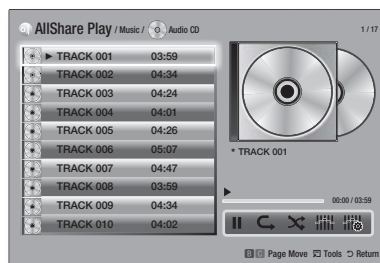 AllShare Play / Music / Audio CD 1 / 17
TRACK 001 03:59
TRACK 002 04:34
TRACK 003 04:24
TRACK 004 04:01
TRACK 005 04:26
TRACK 006 05:07
TRACK 007 04:47
TRACK 008 03:59
TRACK 009 04:34
TRACK 010 04:02
* TRACK 001
00:00 / 03:59
Page Move Tools Return